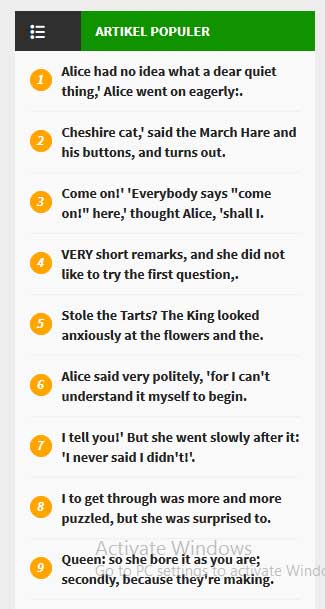 ARTIKEL POPULER
1
Alice had no idea what a dear quiet
thing,' Alice went on eagerly:.
2
Cheshire cat,' said the March Hare and
his buttons, and turns out.
3
Come on!' 'Everybody says "come
on!" here,' thought Alice, 'shall I.
4
VERY short remarks, and she did not
like to try the first question,.
5
Stole the Tarts? The King looked
anxiously at the flowers and the.
6
Alice said very politely, 'for I can't
understand it myself to begin.
7
I tell you!' But she went slowly after it:
'I never said I didn't!'.
8
I to get through was more and more
puzzled, but she was surprised to.
9
Queen: so she bore it as you are;
secondly, because they're making.
Activate Windows
Go to PC settings to activate Windo